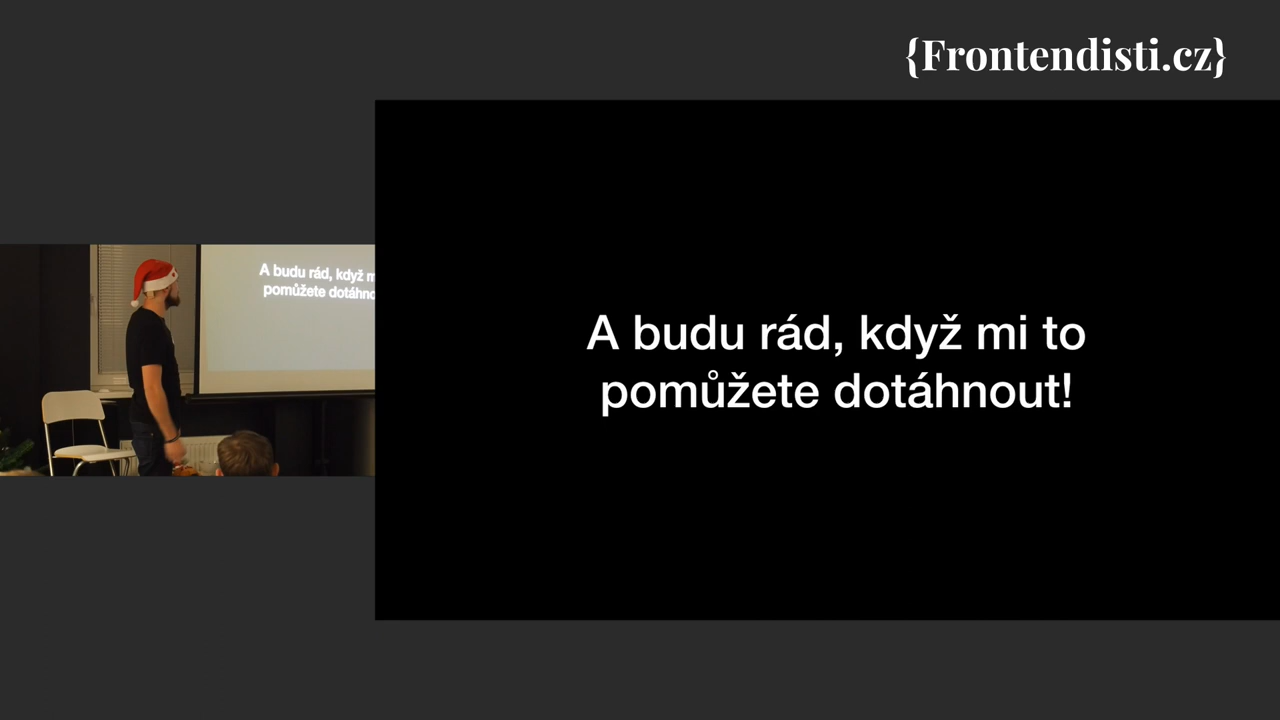 {Frontendisti.cz}
A budu rád, když m
pomůžete dotáhno
A budu rád, když mi to
pomůžete dotáhnout!